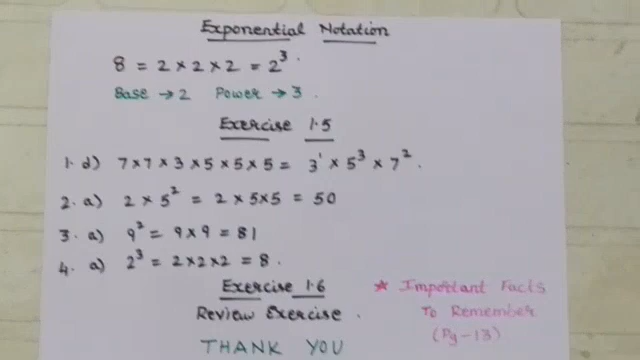 Exponential Notation
8 = 2 × 2 × 2 = 2³.
Base → 2 Power → 3.
Exercise 1.5
1. d) 7×7×3×5×5×5 = 3¹ × 5³ × 7².
2. a) 2 × 5² = 2 × 5×5 = 50
3. a) 9² = 9×9 = 81
4. a) 2³ = 2×2×2 = 8.
Exercise 1.6
Review Exercise.
* Important Facts
To Remember
(Pg-13)
THANK YOU